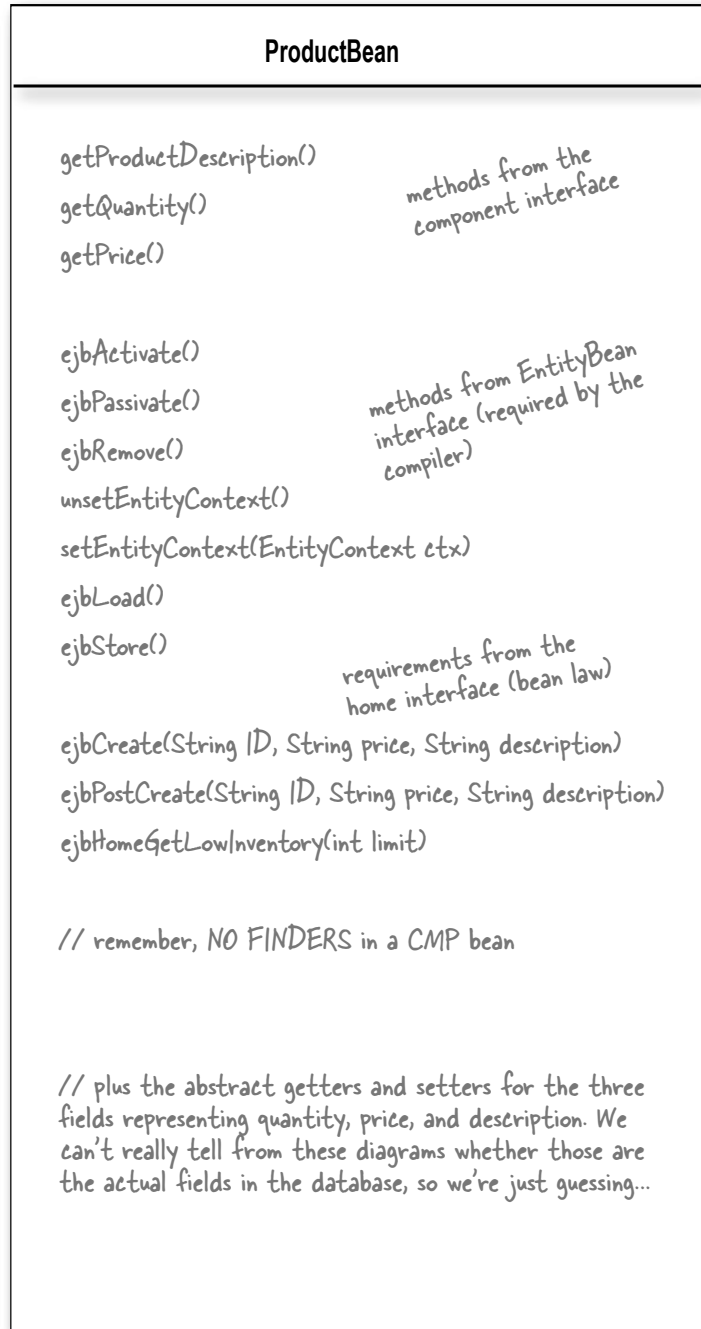 ProductBean
getProductDescription()
getQuantity()
getPrice()
methods from the
component interface
ejbActivate()
ejbPassivate()
ejbRemove()
unsetEntityContext()
setEntityContext(EntityContext ctx)
ejbLoad()
ejbStore()
methods from EntityBean
interface (required by the
compiler)
requirements from the
home interface (bean law)
ejbCreate(String ID, String price, String description)
ejbPostCreate(String ID, String price, String description)
ejbHomeGetLowInventory(int limit)
// remember, NO FINDERS in a CMP bean
// plus the abstract getters and setters for the three
fields representing quantity, price, and description. We
can't really tell from these diagrams whether those are
the actual fields in the database, so we're just guessing...